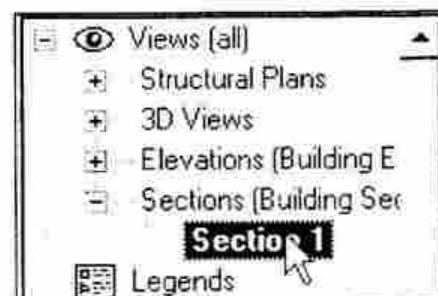 Views (all)
Structural Plans
3D Views
Elevations (Building E
Sections (Building Sec
Section 1
Legends